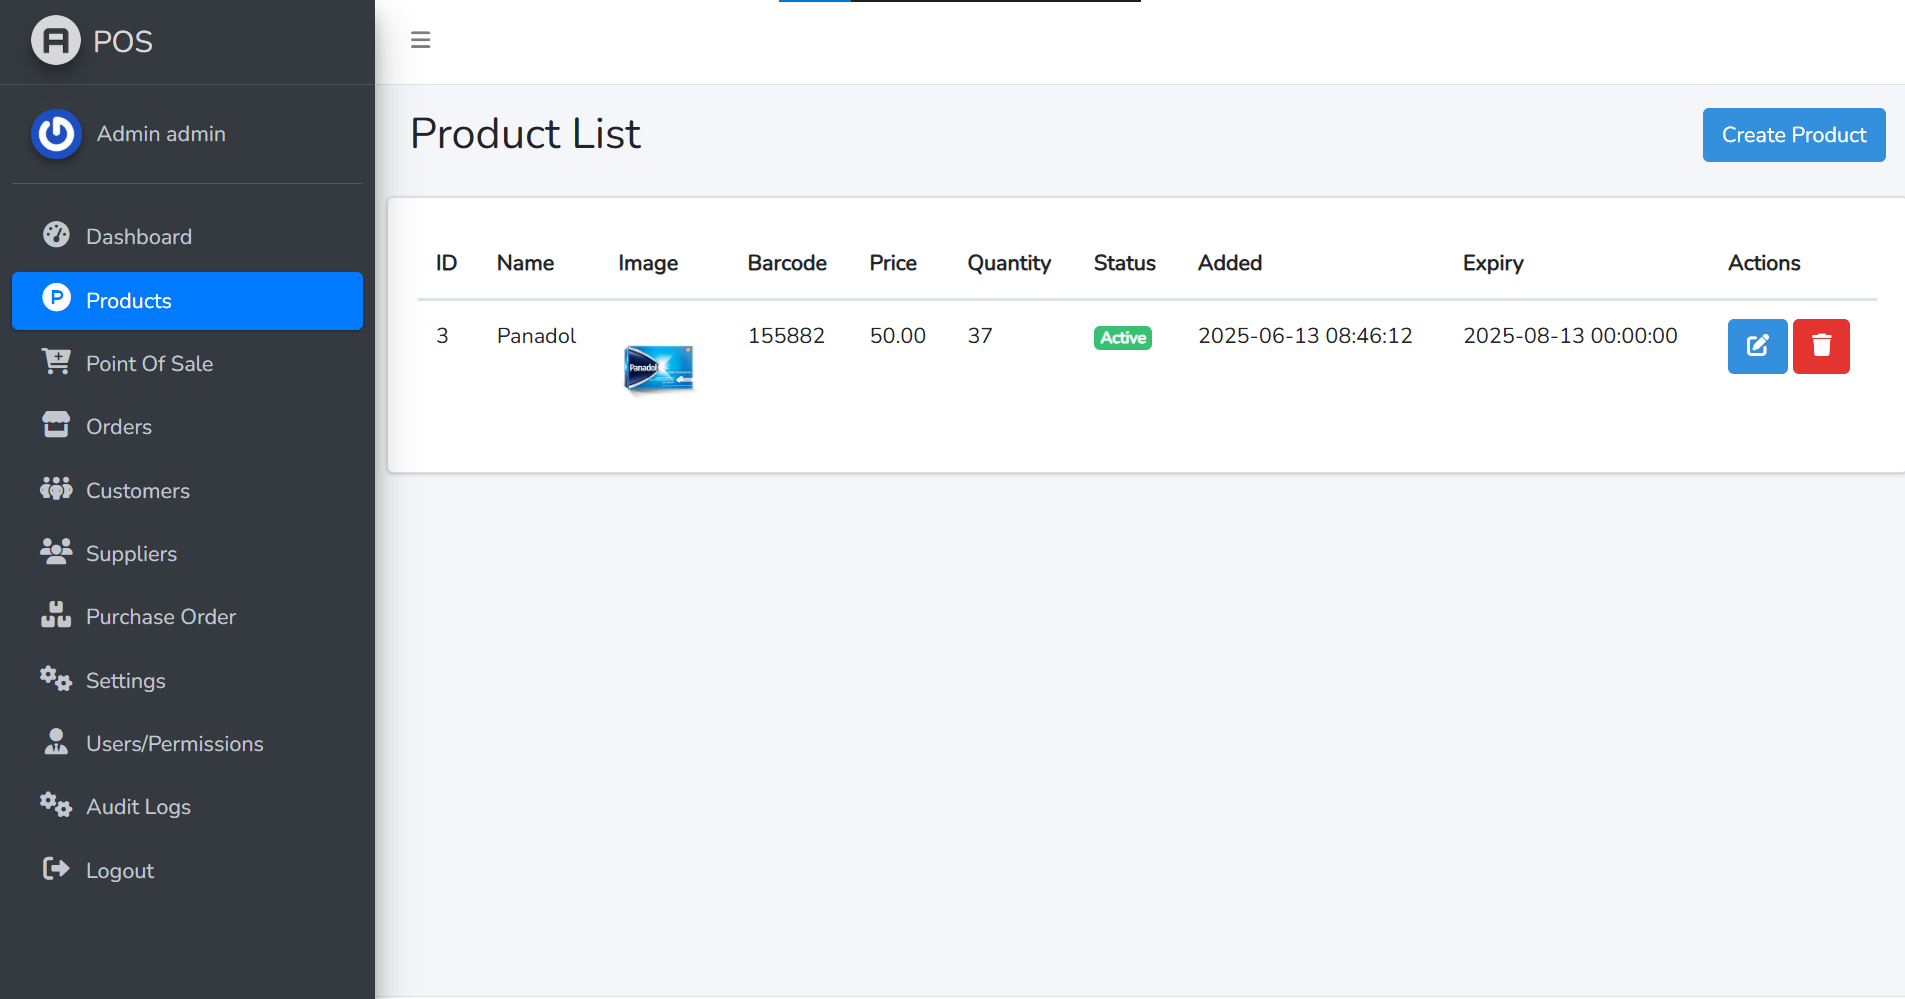 POS
Admin admin
Dashboard
Products
Point Of Sale
Orders
Customers
Suppliers
Purchase Order
Settings
Users/Permissions
Audit Logs
Logout
Product List
Create Product
ID Name Image Barcode Price Quantity Status Added Expiry Actions
3 Panadol 155882 50.00 37 Active 2025-06-13 08:46:12 2025-08-13 00:00:00
Panadol